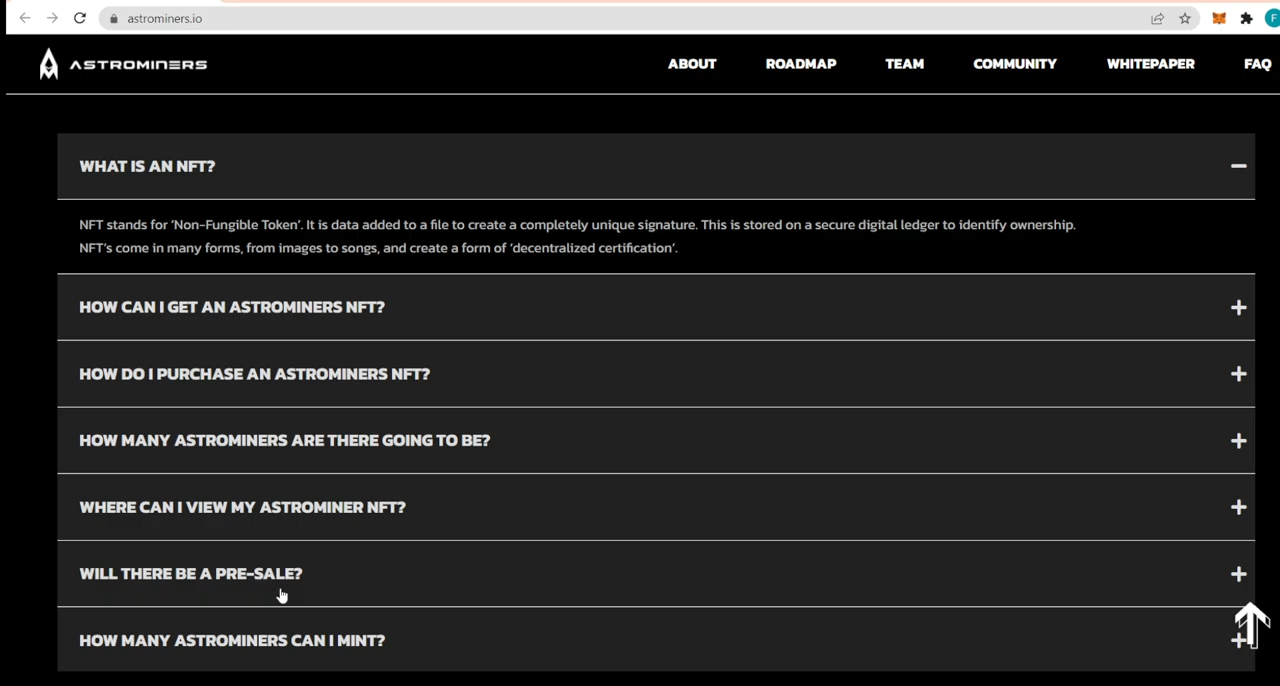 astrominers.io
F
ASTROMINERS
ABOUT ROADMAP TEAM COMMUNITY WHITEPAPER FAQ
WHAT IS AN NFT?
NFT stands for ‘Non-Fungible Token’. It is data added to a file to create a completely unique signature. This is stored on a secure digital ledger to identify ownership.
NFT’s come in many forms, from images to songs, and create a form of ‘decentralized certification’.
HOW CAN I GET AN ASTROMINERS NFT?
HOW DO I PURCHASE AN ASTROMINERS NFT?
HOW MANY ASTROMINERS ARE THERE GOING TO BE?
WHERE CAN I VIEW MY ASTROMINER NFT?
WILL THERE BE A PRE-SALE?
HOW MANY ASTROMINERS CAN I MINT?